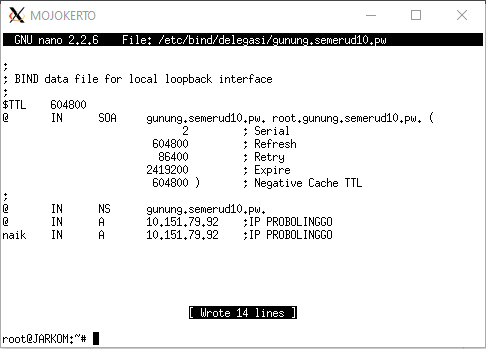 MOJOKERTO
GNU nano 2.2.6 File: /etc/bind/delegasi/gunung.semerud10.pw
;
; BIND data file for local loopback interface
;
$TTL 604800
@ IN SOA gunung.semerud10.pw. root.gunung.semerud10.pw. (
2 ; Serial
604800 ; Refresh
86400 ; Retry
2419200 ; Expire
604800 ) ; Negative Cache TTL
;
@ IN NS gunung.semerud10.pw.
@ IN A 10.151.79.92 ;IP PROBOLINGGO
naik IN A 10.151.79.92 ;IP PROBOLINGGO
[ Wrote 14 lines ]
root@JARKOM:~#